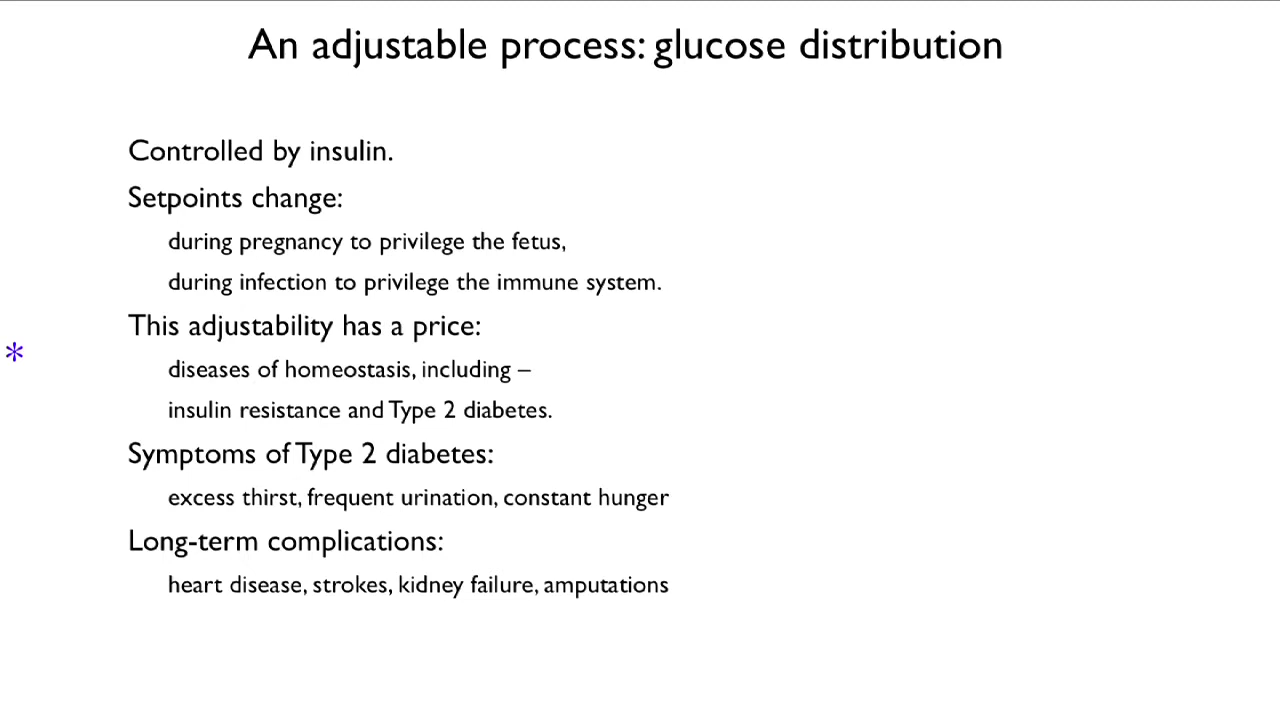 An adjustable process: glucose distribution
Controlled by insulin.
Setpoints change:
during pregnancy to privilege the fetus,
during infection to privilege the immune system.
This adjustability has a price:
*
diseases of homeostasis, including –
insulin resistance and Type 2 diabetes.
Symptoms of Type 2 diabetes:
excess thirst, frequent urination, constant hunger
Long-term complications:
heart disease, strokes, kidney failure, amputations